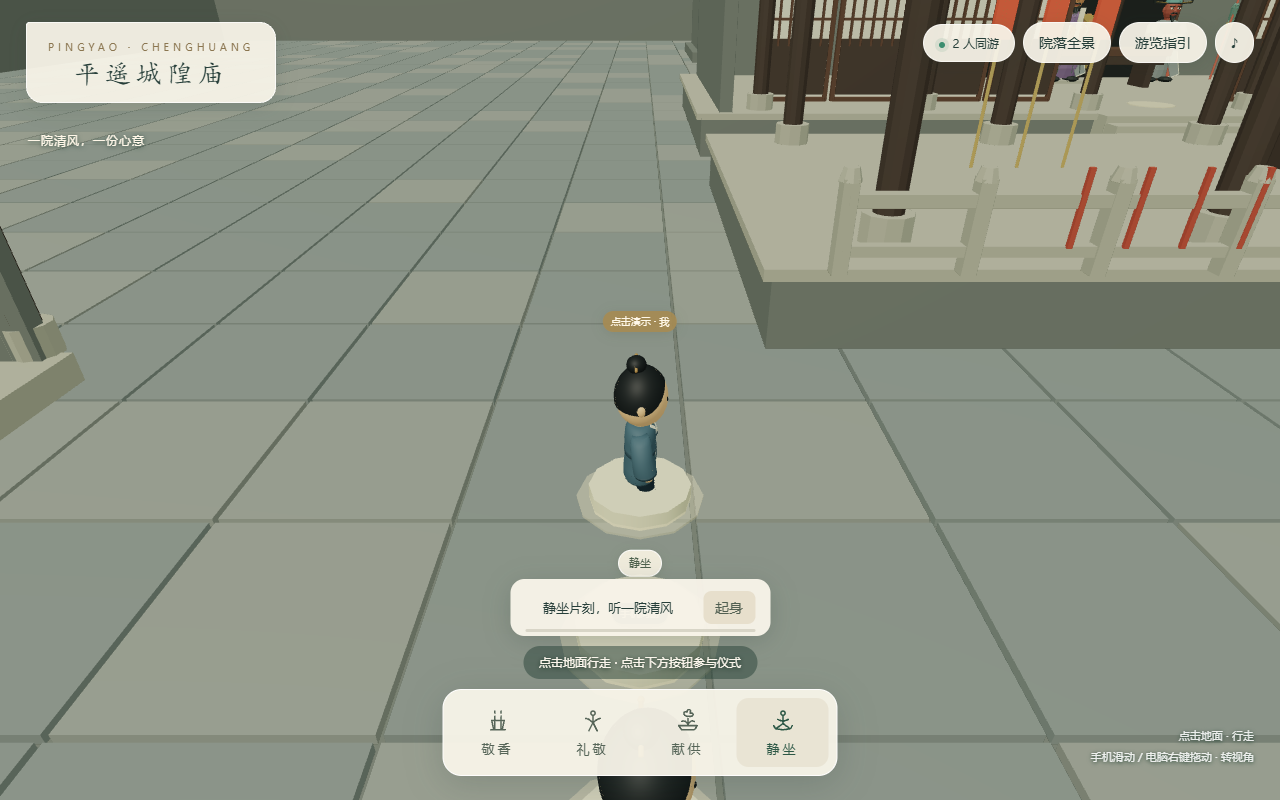 PINGYAO · CHENGHUANG
平遥城隍庙
一院清风，一份心意
2 人同游
院落全景
游览指引
♪
点击演示 · 我
静坐
静坐片刻，听一院清风
起身
点击地面行走 · 点击下方按钮参与仪式
敬香
礼敬
献供
静坐
点击地面 · 行走
手机滑动 / 电脑右键拖动 · 转视角